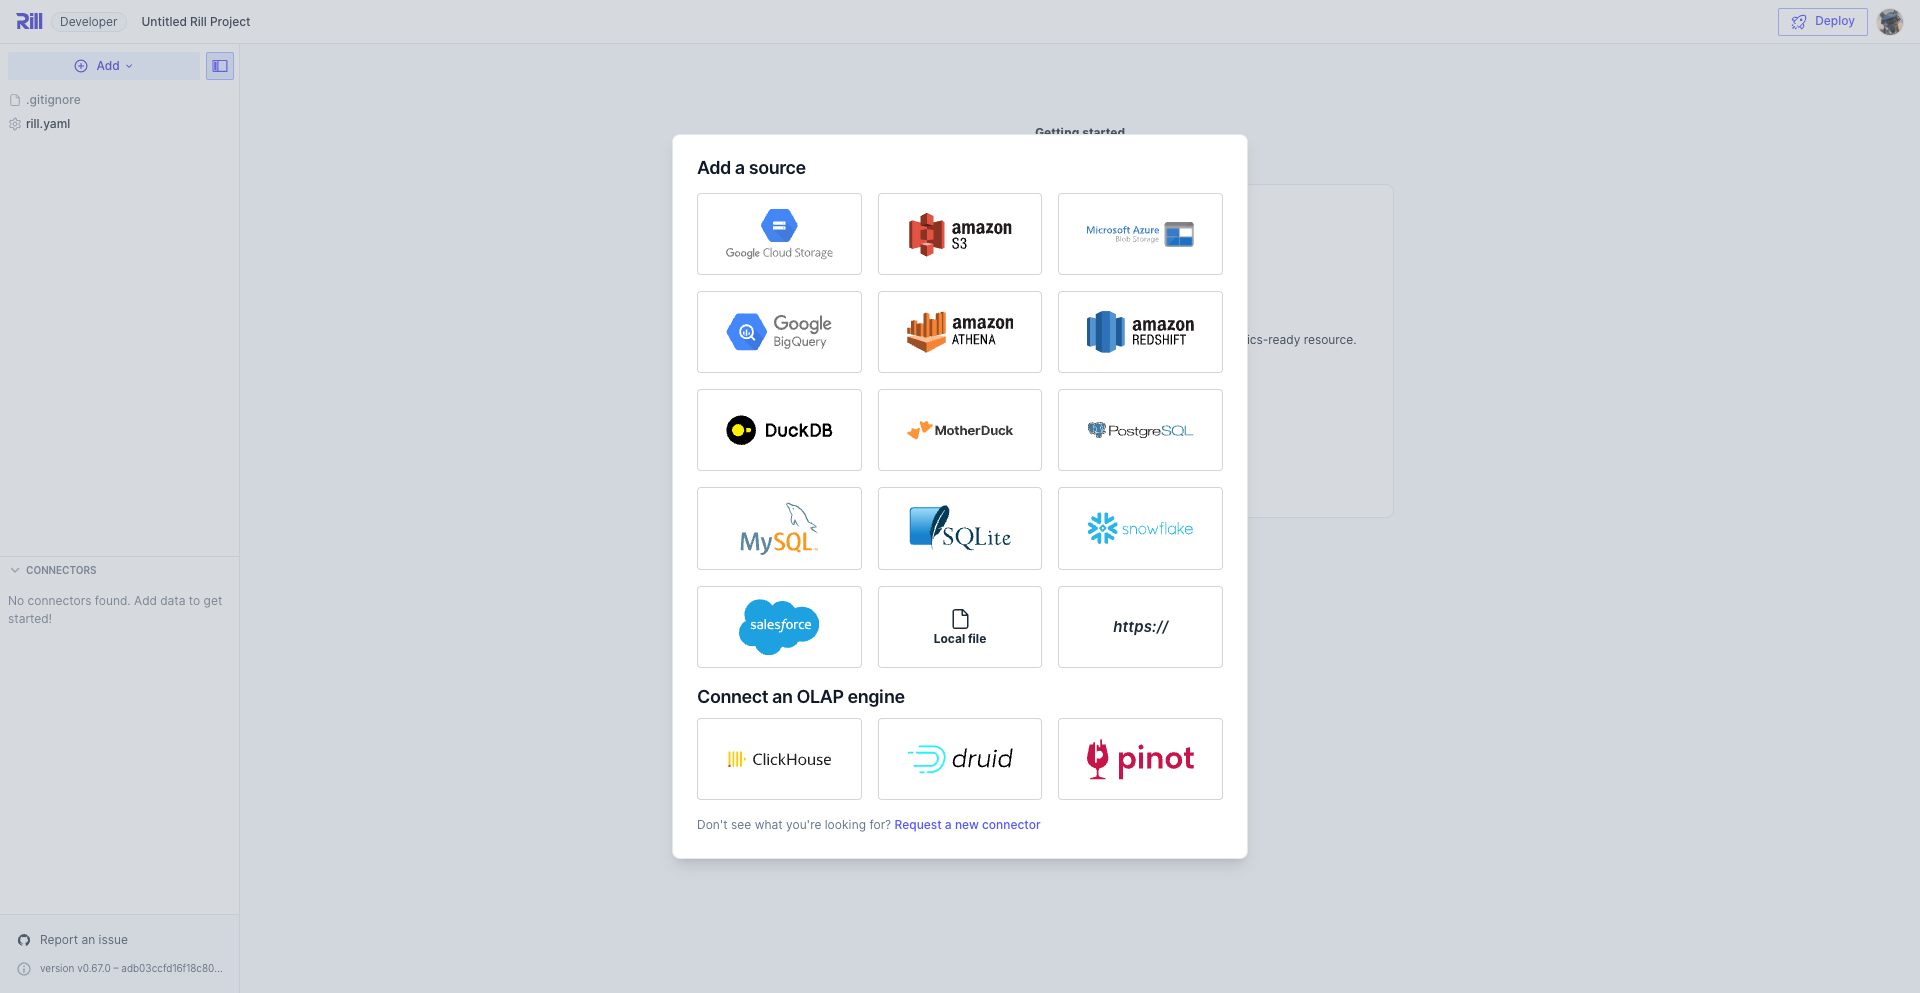 Rill
Developer
Untitled Rill Project
Deploy
Add
.gitignore
rill.yaml
Getting started
Add a source
Google Cloud Storage
amazon
S3
Microsoft Azure
Blob Storage
Google
BigQuery
amazon
ATHENA
amazon
REDSHIFT
ics-ready resource.
DuckDB
MotherDuck
PostgreSQL
MySQL
SQLite
snowflake
CONNECTORS
No connectors found. Add data to get
started!
salesforce
Local file
https://
Connect an OLAP engine
ClickHouse
druid
pinot
Don't see what you're looking for? Request a new connector
Report an issue
version v0.67.0 – adb03ccfd16f18c80...